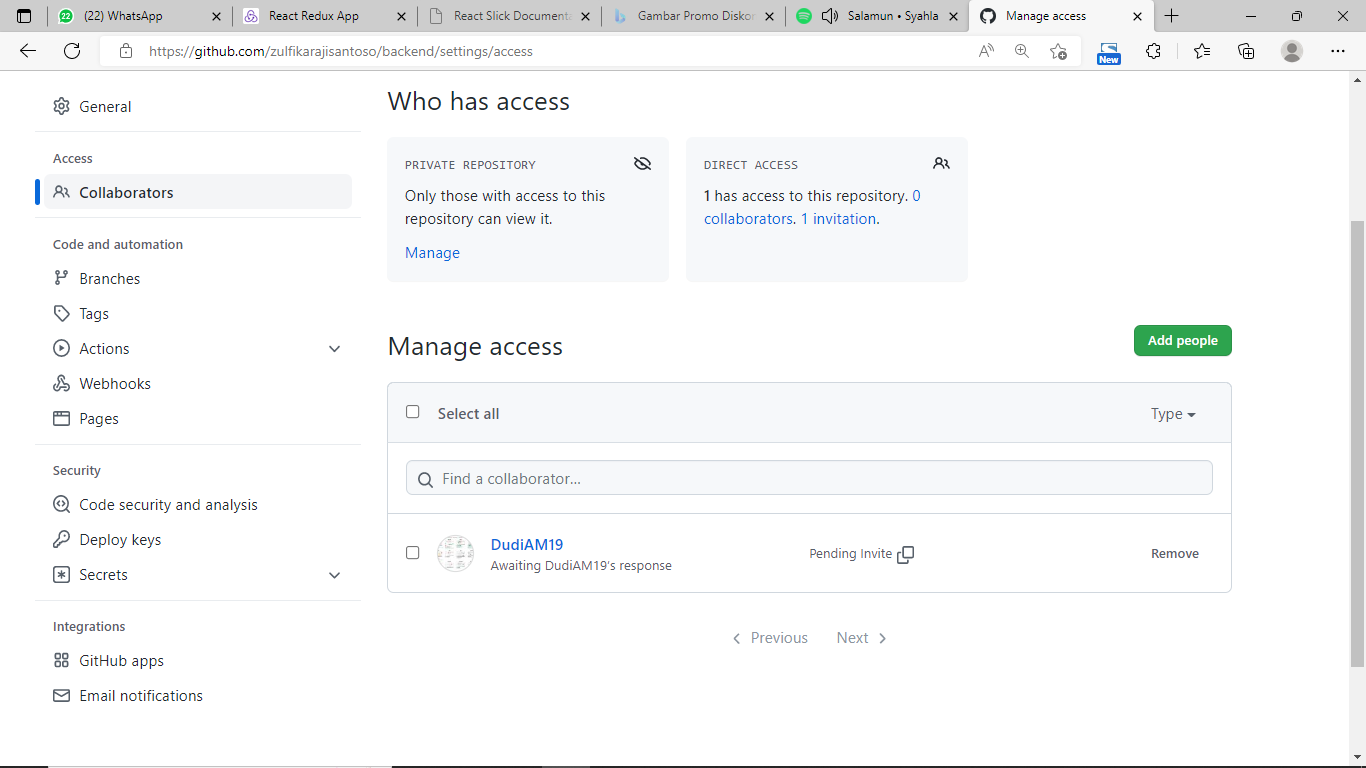 (22) WhatsApp
React Redux App
React Slick Documenta
Gambar Promo Diskon
Salamun • Syahla
Manage access
https://github.com/zulfikarajisantoso/backend/settings/access
New
General
Access
Collaborators
Code and automation
Branches
Tags
Actions
Webhooks
Pages
Security
Code security and analysis
Deploy keys
Secrets
Integrations
GitHub apps
Email notifications
Who has access
PRIVATE REPOSITORY
Only those with access to this
repository can view it.
Manage
DIRECT ACCESS
1 has access to this repository. 0
collaborators. 1 invitation.
Manage access
Add people
Select all
Type
Find a collaborator...
DudiAM19
Awaiting DudiAM19's response
Pending Invite
Remove
Previous
Next